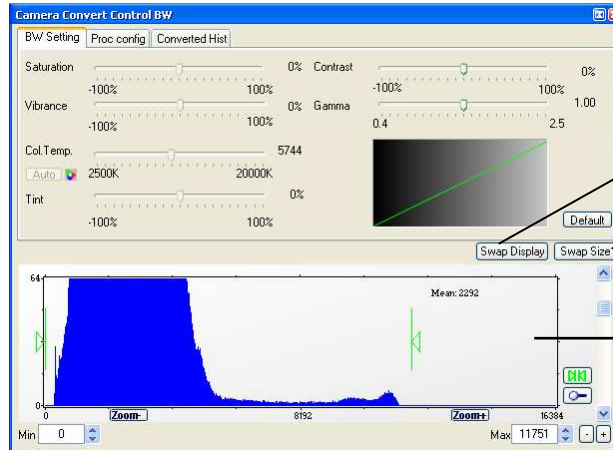 Camera Convert Control BW
BW Setting Proc config Converted Hist
Saturation 0% Contrast 0%
-100% 100% -100% 100%
Vibrance 0% Gamma 1.00
-100% 100% 0.4 2.5
Col.Temp. 5744
Auto 2500K 20000K
Tint 0%
-100% 100% Default
Swap Display Swap Size
64
Mean: 2292
0
0 Zoom+ 8192 Zoom+ 16384
Min 0 Max 11751 - +